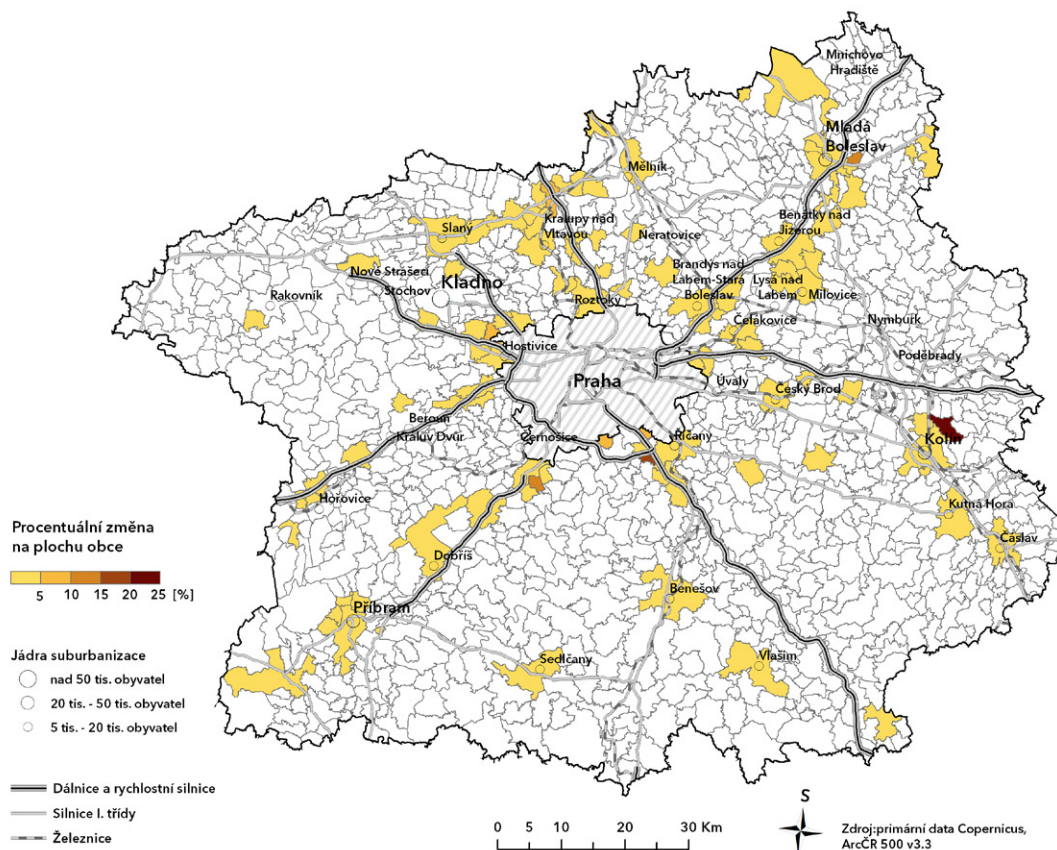 Mnichovo
Hradiště
Mladá
Boleslav
Mělník
Benátky nad
Jizerou
Slaný
Kralupy nad
Vltavou
Neratovice
Brandýs nad
Labem-Stará
Boleslav
Lysá nad
Labem
Milovice
Nové Strašecí
Stochov
Kladno
Rakovník
Roztoky
Čelákovice
Nymburk
Hostivice
Poděbrady
Praha
Úvaly
Český Brod
Beroun
Králův Dvůr
Černošice
Říčany
Kolín
Hořovice
Kutná Hora
Čáslav
Dobříš
Benešov
Příbram
Sedlčany
Vlašim
Procentuální změna
na plochu obce
5 10 15 20 25 [%]
Jádra suburbanizace
nad 50 tis. obyvatel
20 tis. - 50 tis. obyvatel
5 tis. - 20 tis. obyvatel
Dálnice a rychlostní silnice
Silnice I. třídy
Železnice
0 5 10 20 30 Km
S
Zdroj:primární data Copernicus,
ArcČR 500 v3.3